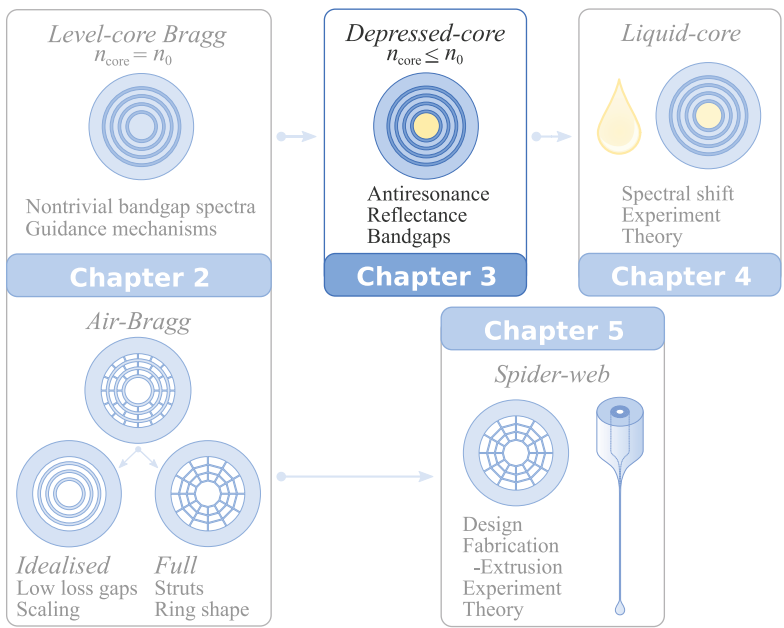 Level-core Bragg
n_core = n_0
Nontrivial bandgap spectra
Guidance mechanisms
Chapter 2
Air-Bragg
Idealised
Low loss gaps
Scaling
Full
Struts
Ring shape
Depressed-core
n_core ≤ n_0
Antiresonance
Reflectance
Bandgaps
Chapter 3
Liquid-core
Spectral shift
Experiment
Theory
Chapter 4
Chapter 5
Spider-web
Design
Fabrication
-Extrusion
Experiment
Theory